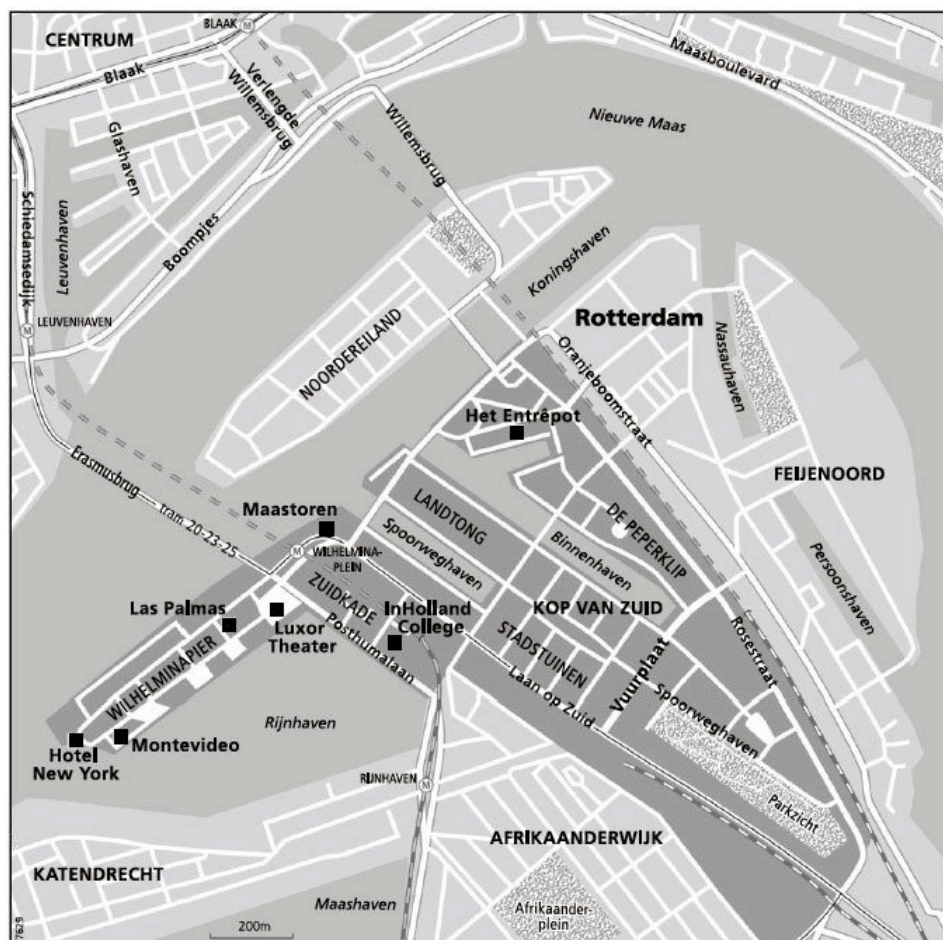 BLAAK
CENTRUM
Blaak
Verlengde
Willemsbrug
Glashaven
Maasboulevard
Willemsbrug
Nieuwe Maas
Schiedamsedijk
Leuvenhaven
Boompjes
LEUVENHAVEN
Koningshaven
Rotterdam
Nassauhaven
NOORDEREILAND
Oranjeboomstraat
Het Entrêpot
Erasmusbrug
tram 20-23-25
FEIJENOORD
Maastoren
LANDTONG
DE PEPERKLIP
WILHELMINA-
PLEIN
Spoorweghaven
Binnenhaven
Persoonshaven
ZUIDKADE
Las Palmas
InHolland
College
KOP VAN ZUID
Luxor
Theater
Posthumalaan
STADSTUINEN
Rosestraat
WILHELMINAPIER
Laan op Zuid
Vuurplaat
Spoorweghaven
Rijnhaven
Montevideo
Hotel
New York
RIJNHAVEN
Parkzicht
AFRIKAANDERWIJK
KATENDRECHT
Maashaven
Afrikaander-
plein
200m
7629
M
M
M
M